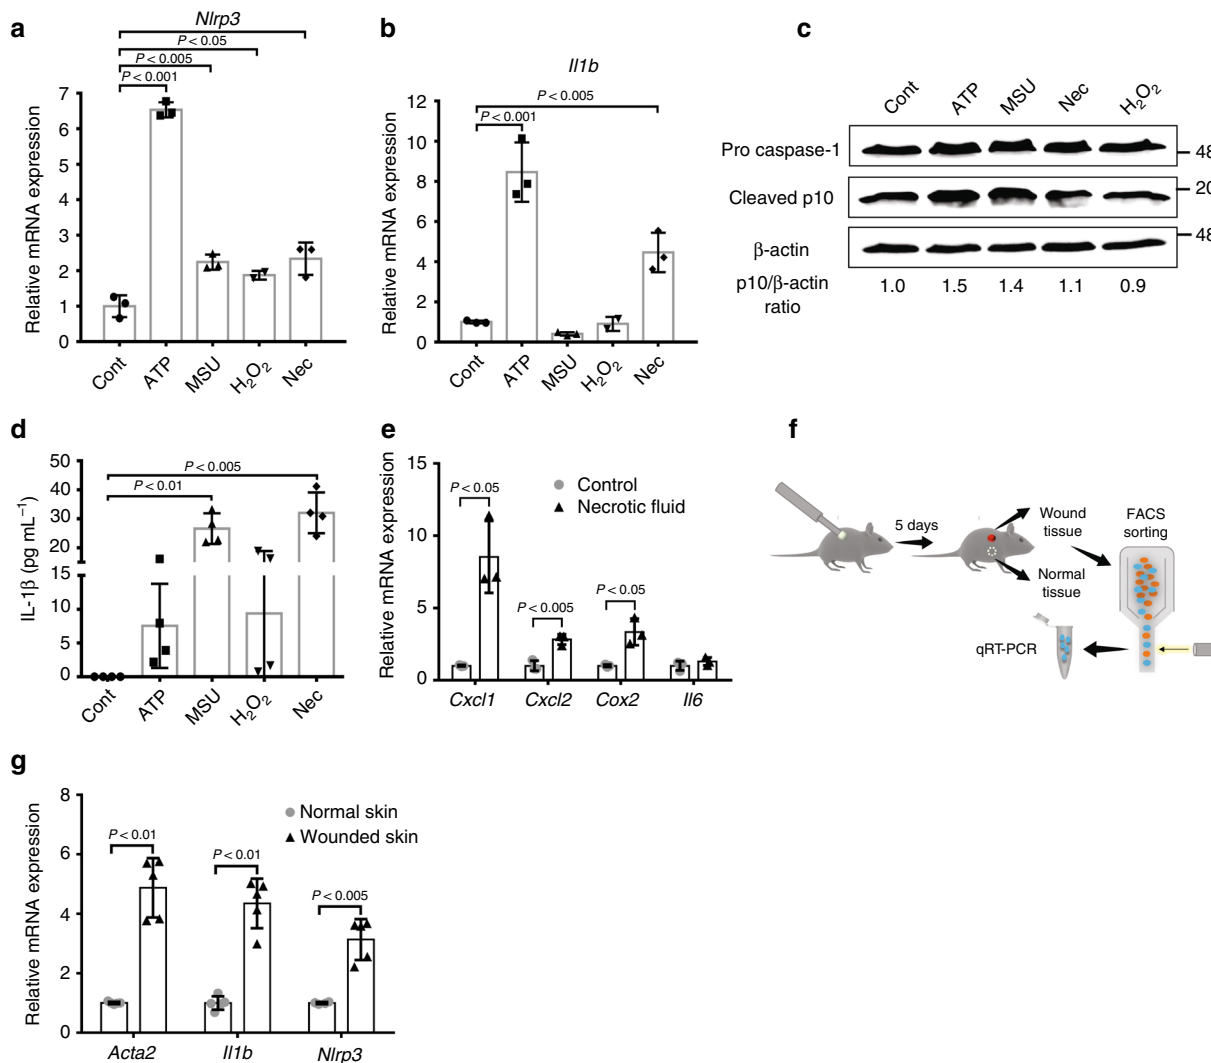 a
Nlrp3
P < 0.05
P < 0.005
P < 0.001
Relative mRNA expression
7
6
5
4
3
2
1
0
Cont
ATP
MSU
H2O2
Nec
b
Il1b
P < 0.005
P < 0.001
Relative mRNA expression
12
10
8
6
4
2
0
Cont
ATP
MSU
H2O2
Nec
c
Cont
ATP
MSU
Nec
H2O2
Pro caspase-1
48
Cleaved p10
20
β-actin
48
p10/β-actin
ratio
1.0 1.5 1.4 1.1 0.9
d
P < 0.005
P < 0.01
IL-1β (pg mL–1)
50
40
30
20
15
10
5
0
Cont
ATP
MSU
H2O2
Nec
e
Relative mRNA expression
15
10
5
0
Control
Necrotic fluid
P < 0.05
P < 0.005
P < 0.05
Cxcl1 Cxcl2 Cox2 Il6
f
5 days
Wound
tissue
Normal
tissue
FACS
sorting
qRT-PCR
g
Relative mRNA expression
8
6
4
2
0
Normal skin
Wounded skin
P < 0.01
P < 0.01
P < 0.005
Acta2 Il1b Nlrp3